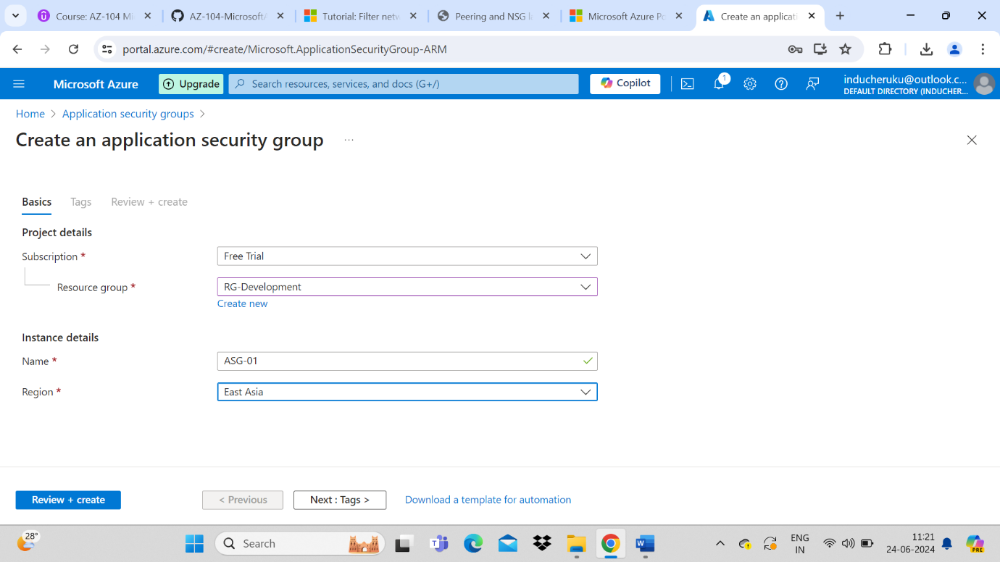 Course: AZ-104 Mi
AZ-104-MicrosoftA
Tutorial: Filter netw
Peering and NSG la
Microsoft Azure Po
Create an applicati
portal.azure.com/#create/Microsoft.ApplicationSecurityGroup-ARM
Microsoft Azure
Upgrade
Search resources, services, and docs (G+/)
Copilot
1
inducheruku@outlook.c...
DEFAULT DIRECTORY (INDUCHER...
Home > Application security groups >
Create an application security group ...
Basics Tags Review + create
Project details
Subscription *
Free Trial
Resource group *
RG-Development
Create new
Instance details
Name *
ASG-01
Region *
East Asia
Review + create
< Previous
Next : Tags >
Download a template for automation
28°
Search
ENG
IN
11:21
24-06-2024
PRE